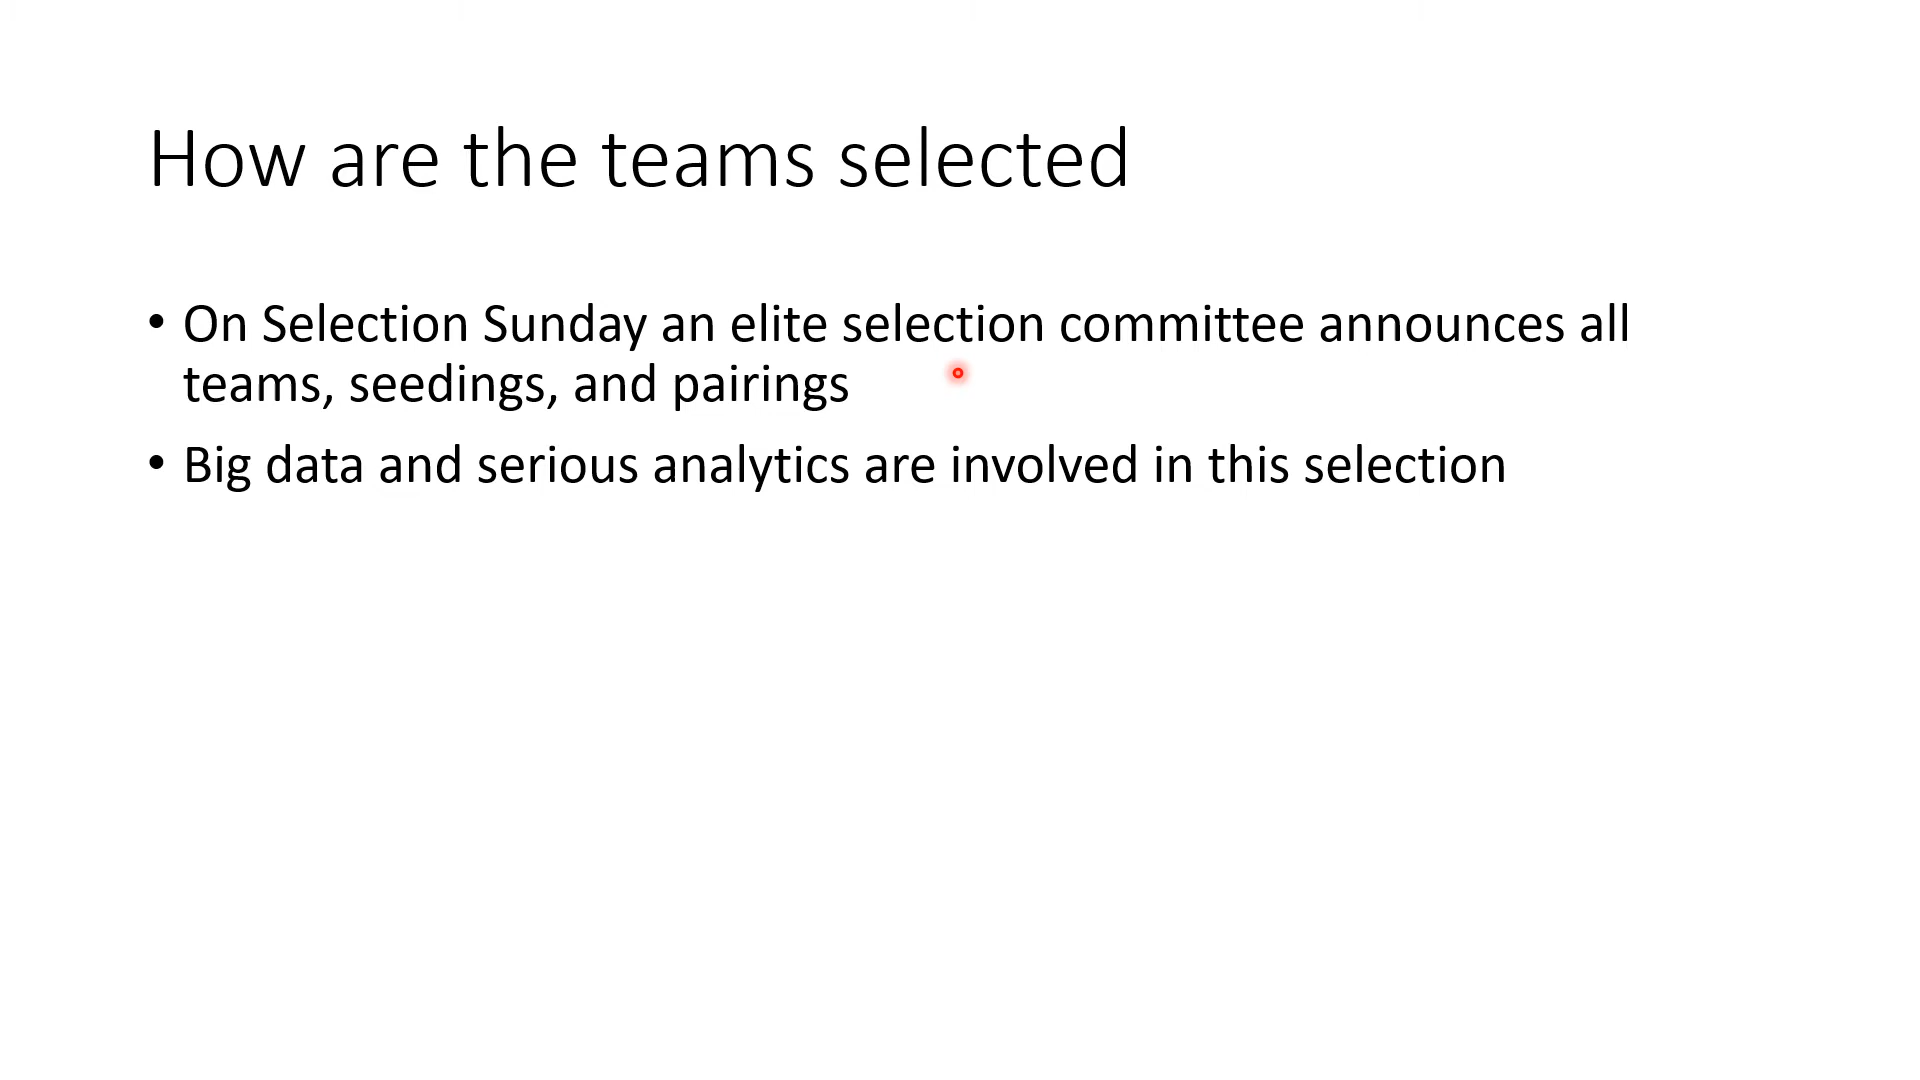 How are the teams selected
• On Selection Sunday an elite selection committee announces all
teams, seedings, and pairings
• Big data and serious analytics are involved in this selection